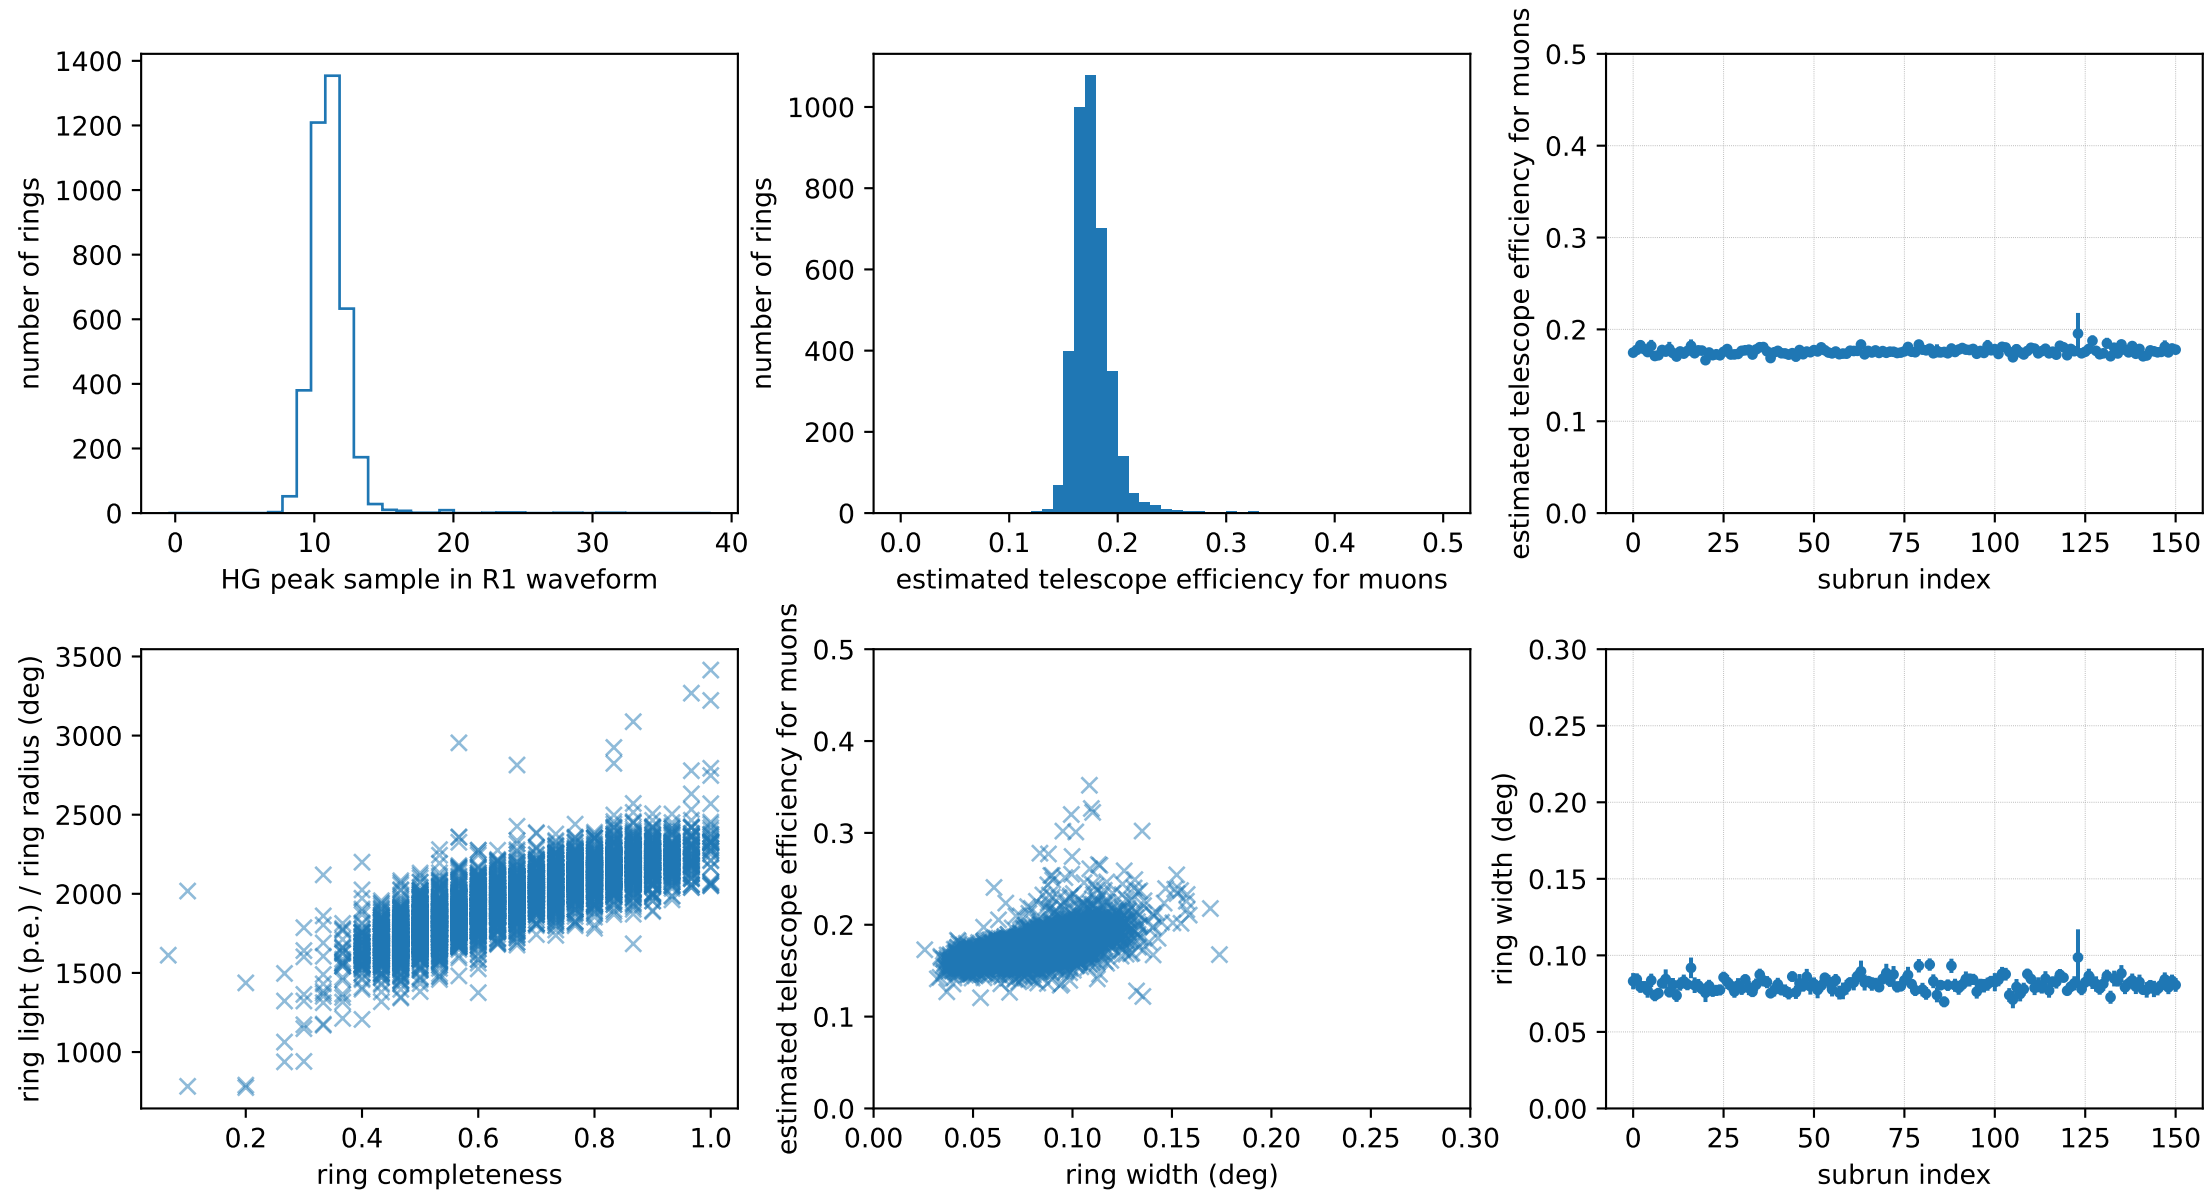 1400
1200
1000
800
600
400
200
0
number of rings
0 10 20 30 40
HG peak sample in R1 waveform
1000
800
600
400
200
0
number of rings
0.0 0.1 0.2 0.3 0.4 0.5
estimated telescope efficiency for muons
0.5
0.4
0.3
0.2
0.1
0.0
estimated telescope efficiency for muons
0 25 50 75 100 125 150
subrun index
3500
3000
2500
2000
1500
1000
ring light (p.e.) / ring radius (deg)
0.2 0.4 0.6 0.8 1.0
ring completeness
0.5
0.4
0.3
0.2
0.1
0.0
estimated telescope efficiency for muons
0.00 0.05 0.10 0.15 0.20 0.25 0.30
ring width (deg)
0.30
0.25
0.20
0.15
0.10
0.05
0.00
ring width (deg)
0 25 50 75 100 125 150
subrun index